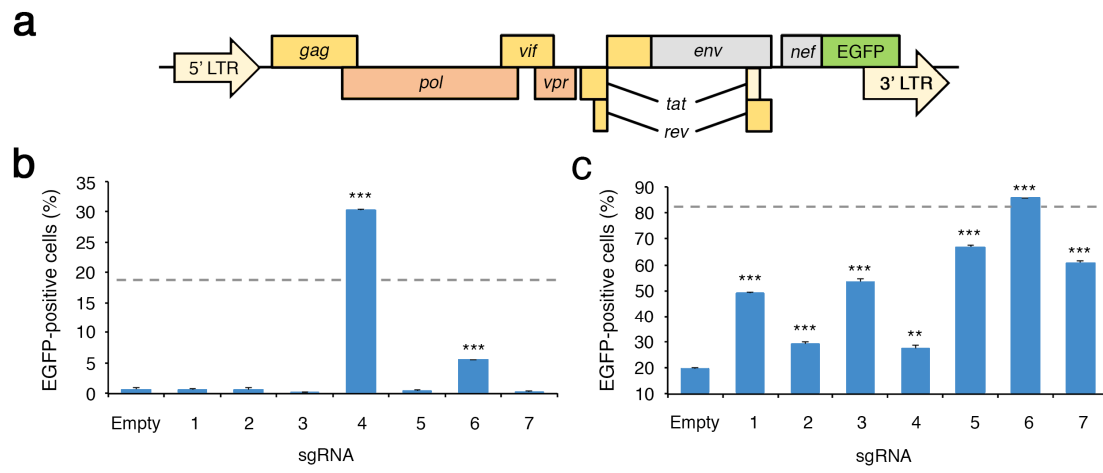 a
5' LTR
gag
pol
vif
vpr
env
nef
EGFP
3' LTR
tat
rev
b
EGFP-positive cells (%)
35
30
25
20
15
10
5
0
***
***
Empty 1 2 3 4 5 6 7
sgRNA
c
EGFP-positive cells (%)
90
80
70
60
50
40
30
20
10
***
***
***
**
***
***
***
Empty 1 2 3 4 5 6 7
sgRNA